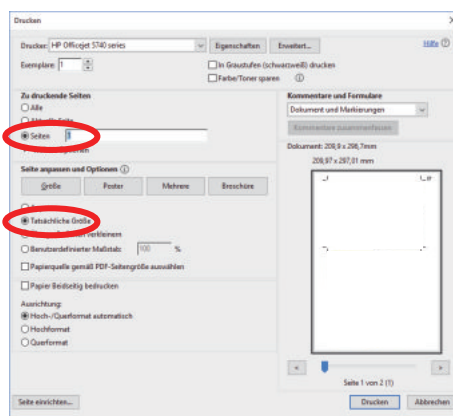 Drucken
Drucker: HP Officejet 5740 series
Eigenschaften
Erweitert...
Hilfe
Exemplare: 1
In Graustufen (schwarzweiß) drucken
Farbe/Toner sparen
Zu druckende Seiten
Alle
Seiten 1
Seite anpassen und Optionen
Größe
Poster
Mehrere
Broschüre
Tatsächliche Größe
verkleinern
Benutzerdefinierter Maßstab: 100 %
Papierquelle gemäß PDF-Seitengröße auswählen
Papier Beidseitig bedrucken
Ausrichtung:
Hoch-/Querformat automatisch
Hochformat
Querformat
Kommentare und Formulare
Dokument und Markierungen
Kommentare zusammenfassen
Dokument: 209,9 x 296,7mm
209,97 x 297,01 mm
<
>
Seite 1 von 2 (1)
Seite einrichten...
Drucken
Abbrechen